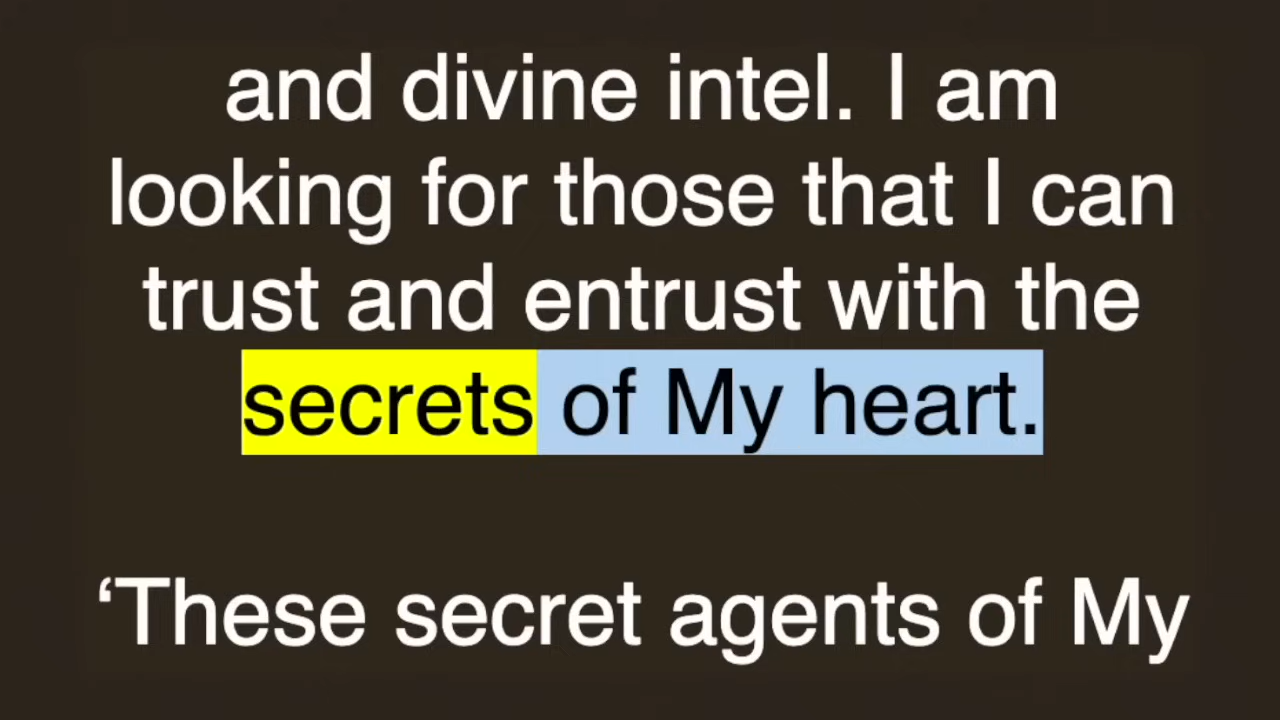 and divine intel. I am
looking for those that I can
trust and entrust with the
secrets of My heart.
‘These secret agents of My